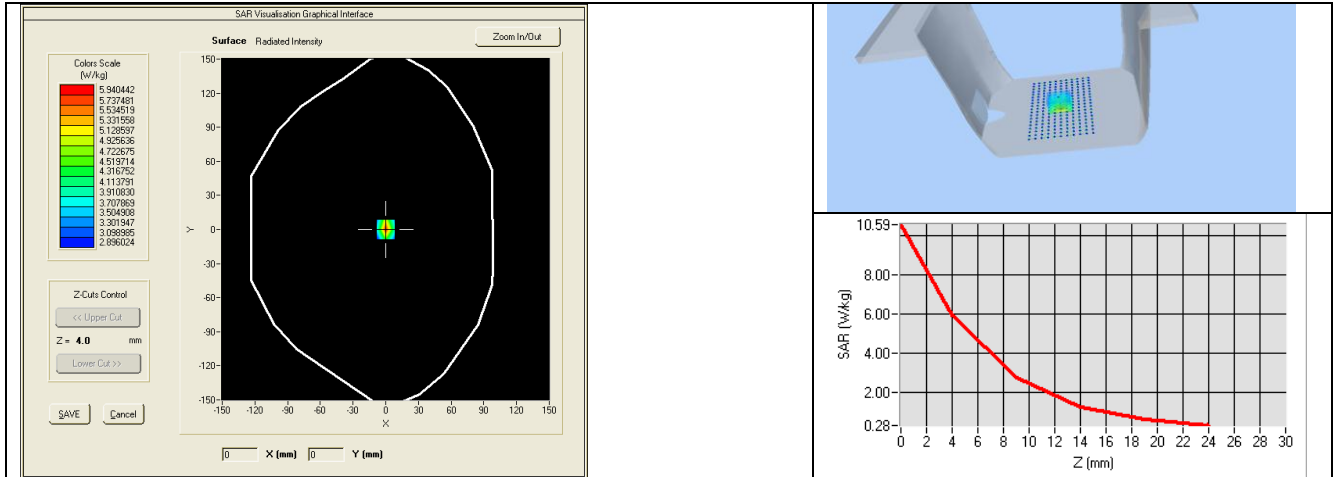 SAR Visualisation Graphical Interface
Surface Radiated Intensity
Zoom In/Out
Colors Scale
(W/kg)
5.940442
5.737481
5.534519
5.331558
5.128597
4.925636
4.722675
4.519714
4.316752
4.113791
3.910830
3.707869
3.504908
3.301947
3.098985
2.896024
Z-Cuts Control
<< Upper Cut
Z = 4.0 mm
Lower Cut >>
SAVE Cancel
150
120
90
60
30
0
-30
-60
-90
-120
-150
Y
-150 -120 -90 -60 -30 0 30 60 90 120 150
X
0 X (mm) 0 Y (mm)
10.59
8.00
6.00
4.00
2.00
0.28
SAR (W/kg)
0 2 4 6 8 10 12 14 16 18 20 22 24 26 28 30
Z (mm)